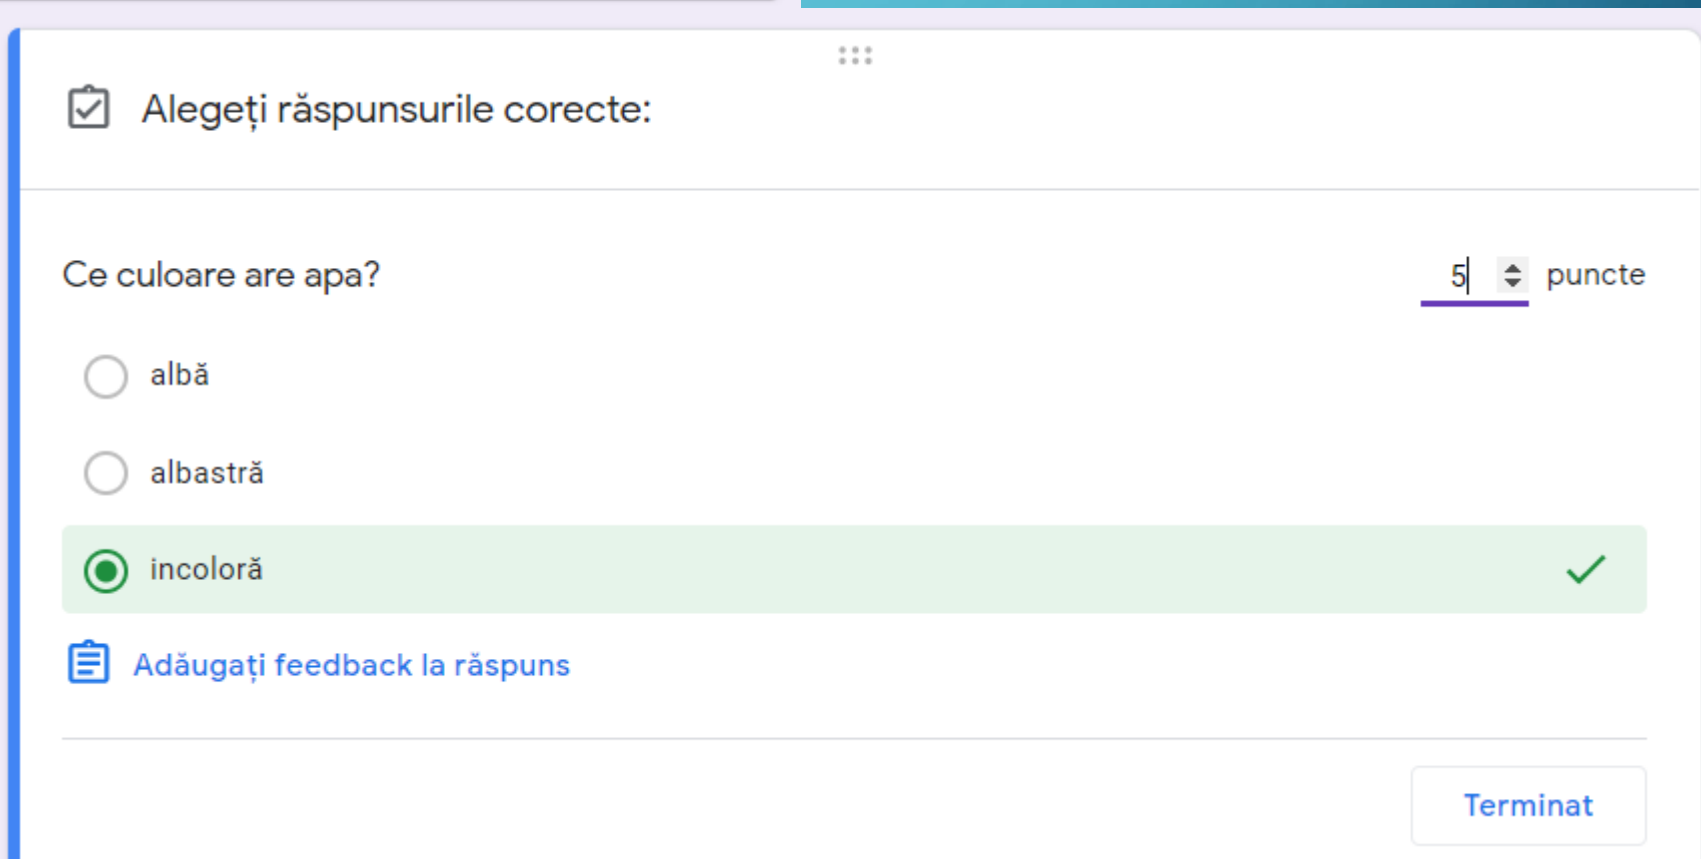 Alegeți răspunsurile corecte:
Ce culoare are apa?
5 puncte
albă
albastră
incoloră
Adăugați feedback la răspuns
Terminat